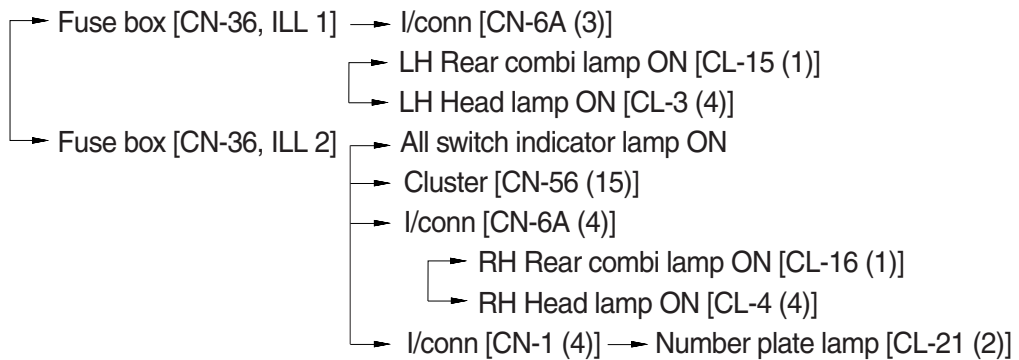 Fuse box [CN-36, ILL 1] I/conn [CN-6A (3)]
LH Rear combi lamp ON [CL-15 (1)]
LH Head lamp ON [CL-3 (4)]
Fuse box [CN-36, ILL 2] All switch indicator lamp ON
Cluster [CN-56 (15)]
I/conn [CN-6A (4)]
RH Rear combi lamp ON [CL-16 (1)]
RH Head lamp ON [CL-4 (4)]
I/conn [CN-1 (4)] Number plate lamp [CL-21 (2)]